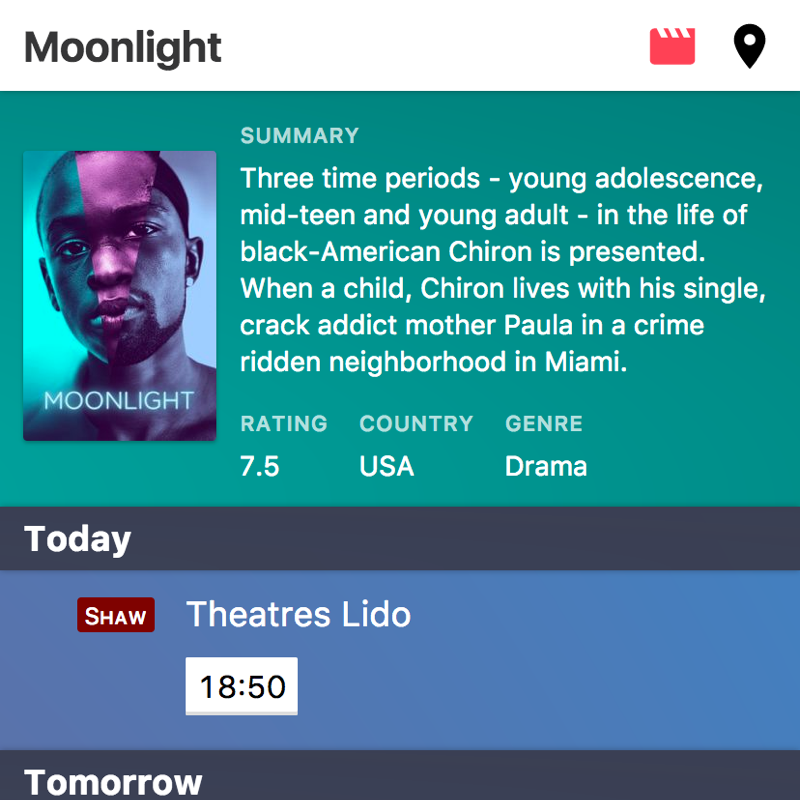 Moonlight
SUMMARY
Three time periods - young adolescence,
mid-teen and young adult - in the life of
black-American Chiron is presented.
When a child, Chiron lives with his single,
crack addict mother Paula in a crime
ridden neighborhood in Miami.
MOONLIGHT
RATING COUNTRY GENRE
7.5 USA Drama
Today
SHAW Theatres Lido
18:50
Tomorrow